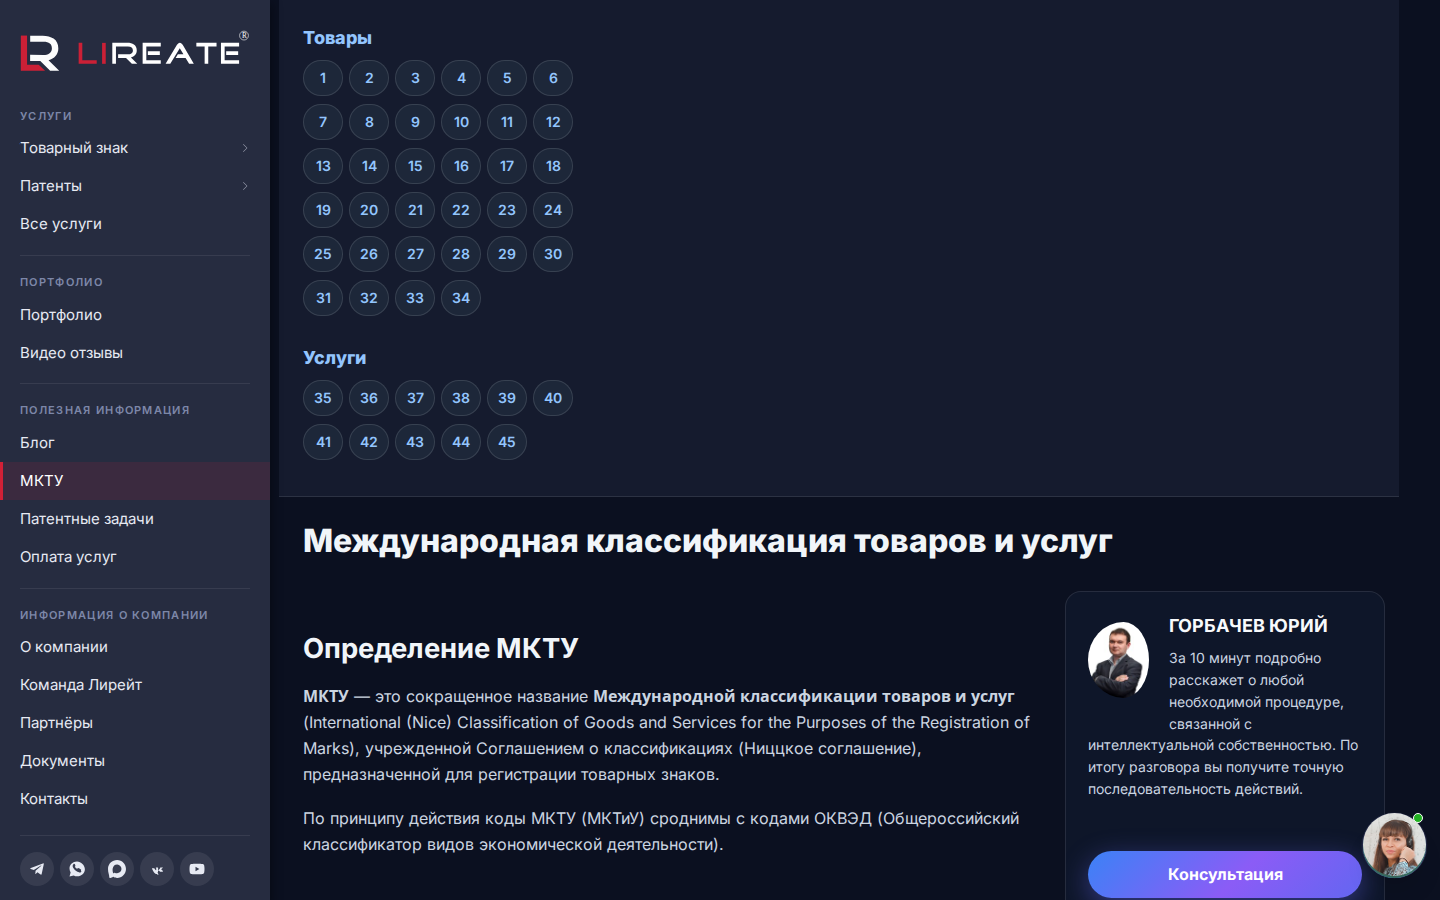 LIREATE®
УСЛУГИ
Товарный знак
Патенты
Все услуги
ПОРТФОЛИО
Портфолио
Видео отзывы
ПОЛЕЗНАЯ ИНФОРМАЦИЯ
Блог
МКТУ
Патентные задачи
Оплата услуг
ИНФОРМАЦИЯ О КОМПАНИИ
О компании
Команда Лирейт
Партнёры
Документы
Контакты
Товары
1 2 3 4 5 6
7 8 9 10 11 12
13 14 15 16 17 18
19 20 21 22 23 24
25 26 27 28 29 30
31 32 33 34
Услуги
35 36 37 38 39 40
41 42 43 44 45
Международная классификация товаров и услуг
Определение МКТУ
МКТУ — это сокращенное название Международной классификации товаров и услуг
(International (Nice) Classification of Goods and Services for the Purposes of the Registration of
Marks), учрежденной Соглашением о классификациях (Ниццкое соглашение),
предназначенной для регистрации товарных знаков.
По принципу действия коды МКТУ (МКТиУ) сроднимы с кодами ОКВЭД (Общероссийский
классификатор видов экономической деятельности).
ГОРБАЧЕВ ЮРИЙ
За 10 минут подробно
расскажет о любой
необходимой процедуре,
связанной с
интеллектуальной собственностью. По
итогу разговора вы получите точную
последовательность действий.
Консультация